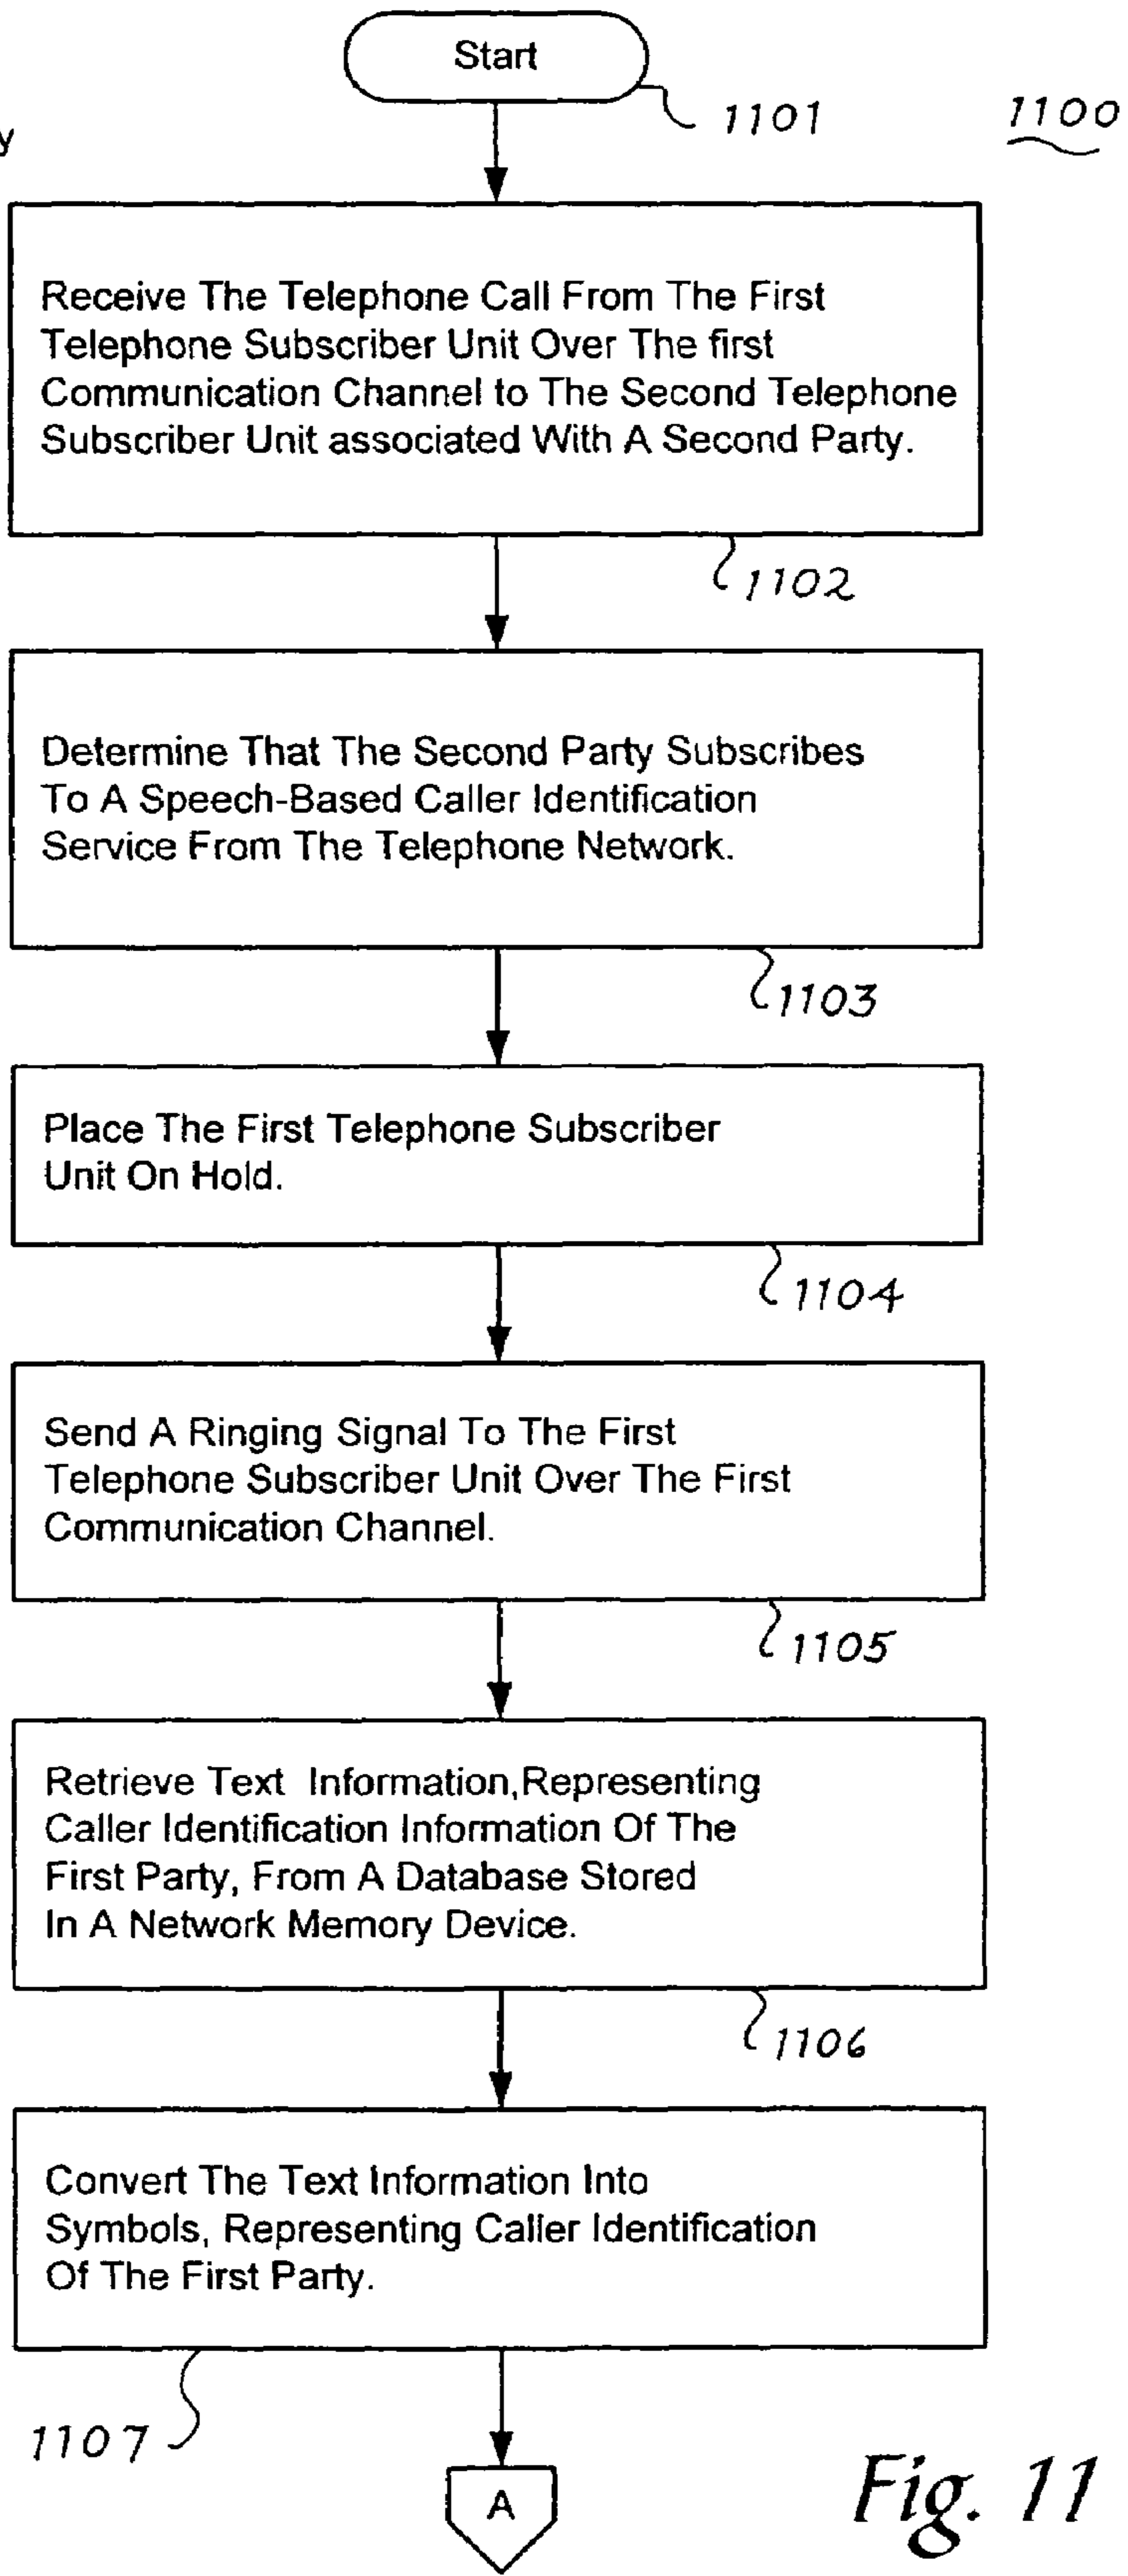 Start
1101
1100
y
Receive The Telephone Call From The First
Telephone Subscriber Unit Over The first
Communication Channel to The Second Telephone
Subscriber Unit associated With A Second Party.
1102
Determine That The Second Party Subscribes
To A Speech-Based Caller Identification
Service From The Telephone Network.
1103
Place The First Telephone Subscriber
Unit On Hold.
1104
Send A Ringing Signal To The First
Telephone Subscriber Unit Over The First
Communication Channel.
1105
Retrieve Text Information,Representing
Caller Identification Information Of The
First Party, From A Database Stored
In A Network Memory Device.
1106
Convert The Text Information Into
Symbols, Representing Caller Identification
Of The First Party.
1107
A
Fig. 11